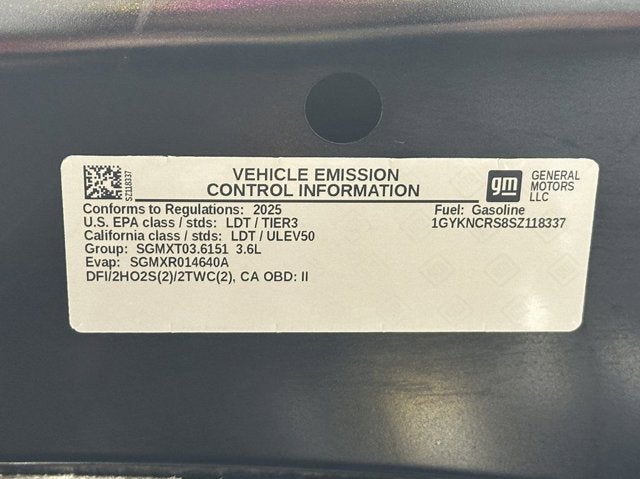 SZ118337
VEHICLE EMISSION
CONTROL INFORMATION
gm
GENERAL
MOTORS
LLC
Conforms to Regulations: 2025
Fuel: Gasoline
U.S. EPA class / stds: LDT / TIER3
1GYKNCRS8SZ118337
California class / stds: LDT / ULEV50
Group: SGMXT03.6151 3.6L
Evap: SGMXR014640A
DFI/2HO2S(2)/2TWC(2), CA OBD: II